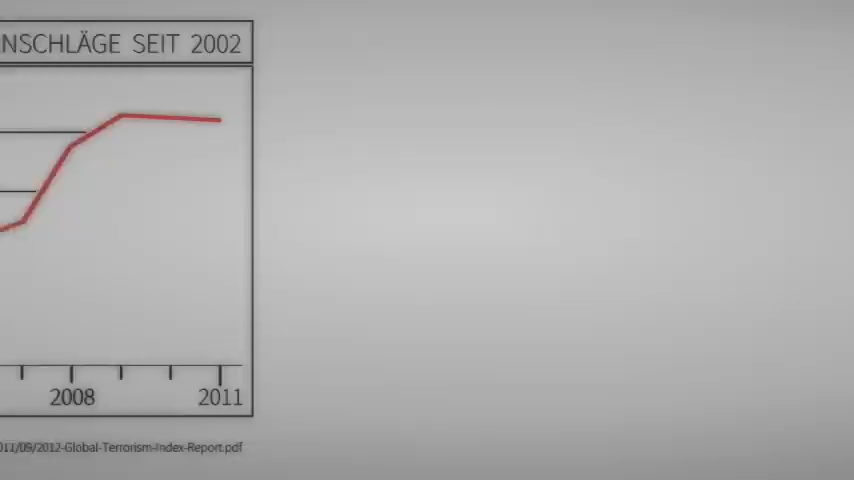 NSCHLÄGE SEIT 2002
2008 2011
011/09/2012-Global-Terrorism-Index-Report.pdf